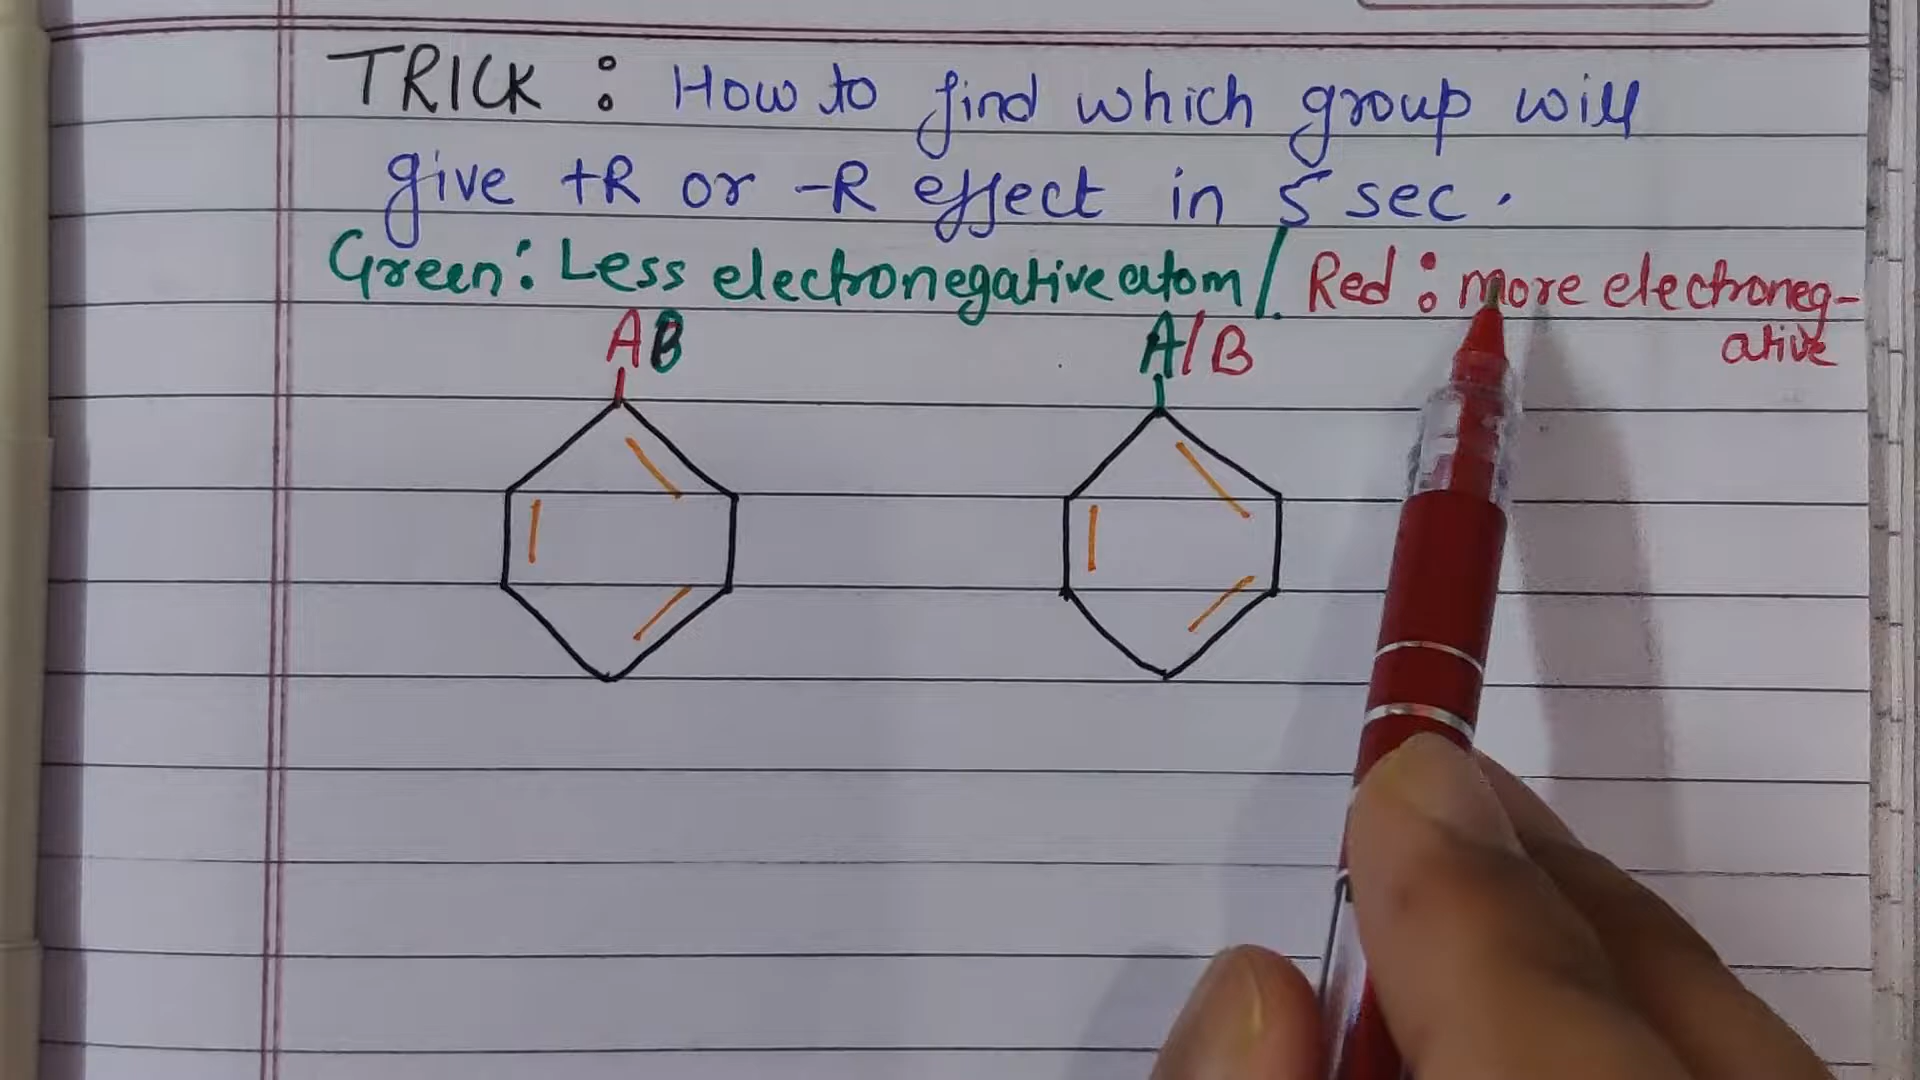 TRICK : How to find which group will
give +R or -R effect in 5 sec.
Green: Less electronegative atom / Red : more electroneg-
ative
AB
A/B